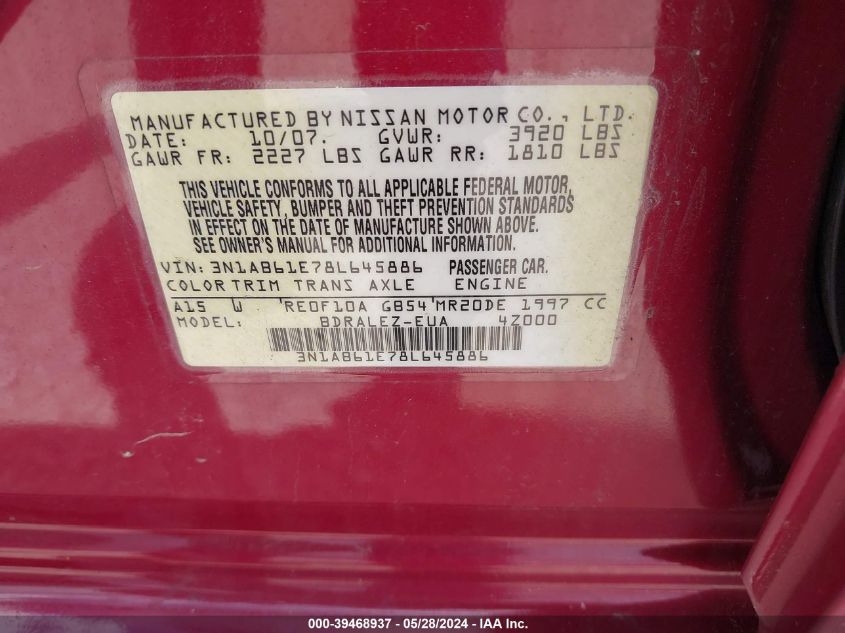 MANUFACTURED BY NISSAN MOTOR CO., LTD.
DATE: 10/07. GVWR: 3920 LBS
GAWR FR: 2227 LBS GAWR RR: 1810 LBS
THIS VEHICLE CONFORMS TO ALL APPLICABLE FEDERAL MOTOR
VEHICLE SAFETY, BUMPER AND THEFT PREVENTION STANDARDS
IN EFFECT ON THE DATE OF MANUFACTURE SHOWN ABOVE.
SEE OWNER'S MANUAL FOR ADDITIONAL INFORMATION.
VIN: 3N1AB61E78L645886 PASSENGER CAR.
COLOR TRIM TRANS AXLE ENGINE
A15 W 'RE0F10A GB54'MR20DE 1997 CC
MODEL: BDRALEZ-EUA 4Z000
3N1AB61E78L645886
000-39468937 - 05/28/2024 - IAA Inc.